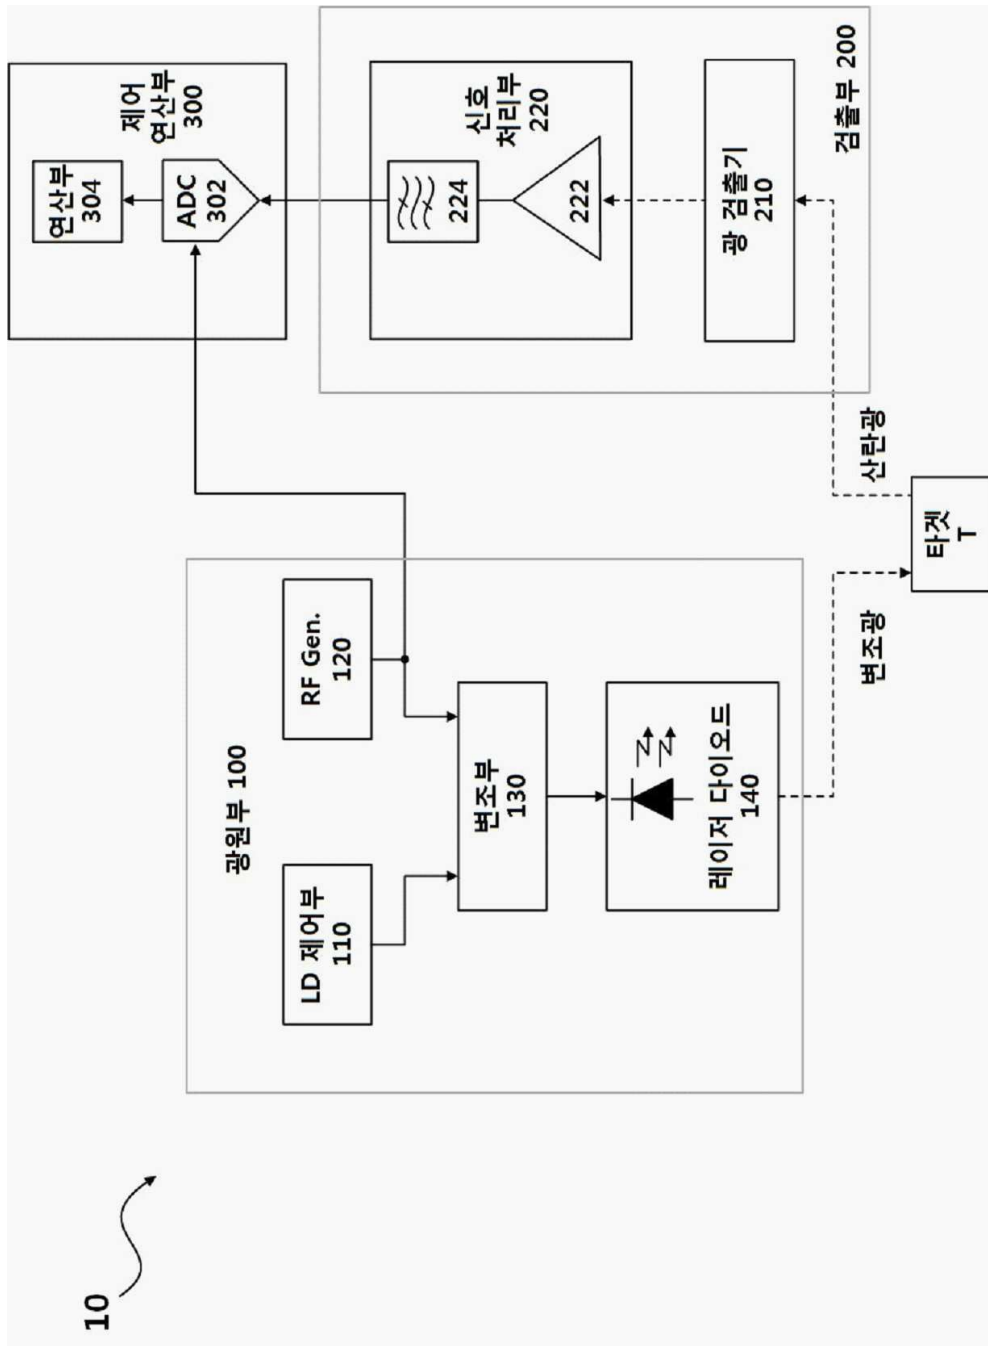 10
광원부 100
LD 제어부
110
RF Gen.
120
변조부
130
레이저 다이오드
140
변조광
타겟
T
산란광
검출부 200
광 검출기
210
신호
처리부
220
222
224
제어
연산부
300
ADC
302
연산부
304